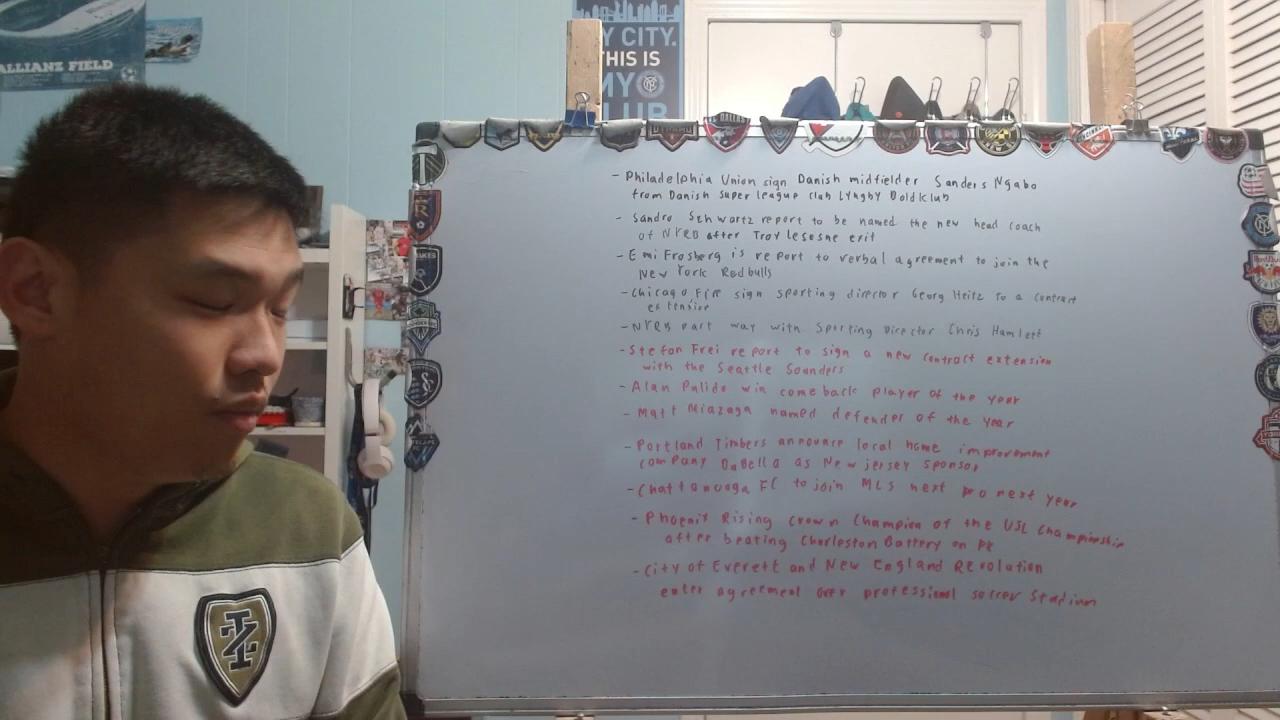 ALLIANZ FIELD
Y CITY.
THIS IS
MY
CLUB
- Philadelphia Union sign Danish midfielder Sanders Ngabo
from Danish Super league club Lyngby Boldklub
- Sandro Schwartz report to be named the new head coach
of NYRB after Troy Lesesne exit
- Emi Frosberg is report to verbal agreement to join the
New York Redbulls
- Chicago Fire sign sporting director Georg Heitz to a contract
extension
- NYRB part way with Sporting Director Chris Hamlett
- Stefan Frei report to sign a new contract extension
with the Seattle Sounders
- Alan Pulido win comeback player of the year
- Matt Miazaga named defender of the year
- Portland Timbers announce local home improvement
company DaBella as New jersey sponsor
- Chattanooga FC to join MLS next pro next year
- Phoenix Rising crown Champion of the USL Championship
after beating Charleston Battery on PK
- City of Everett and New England Revolution
enter agreement over professional soccer Stadium